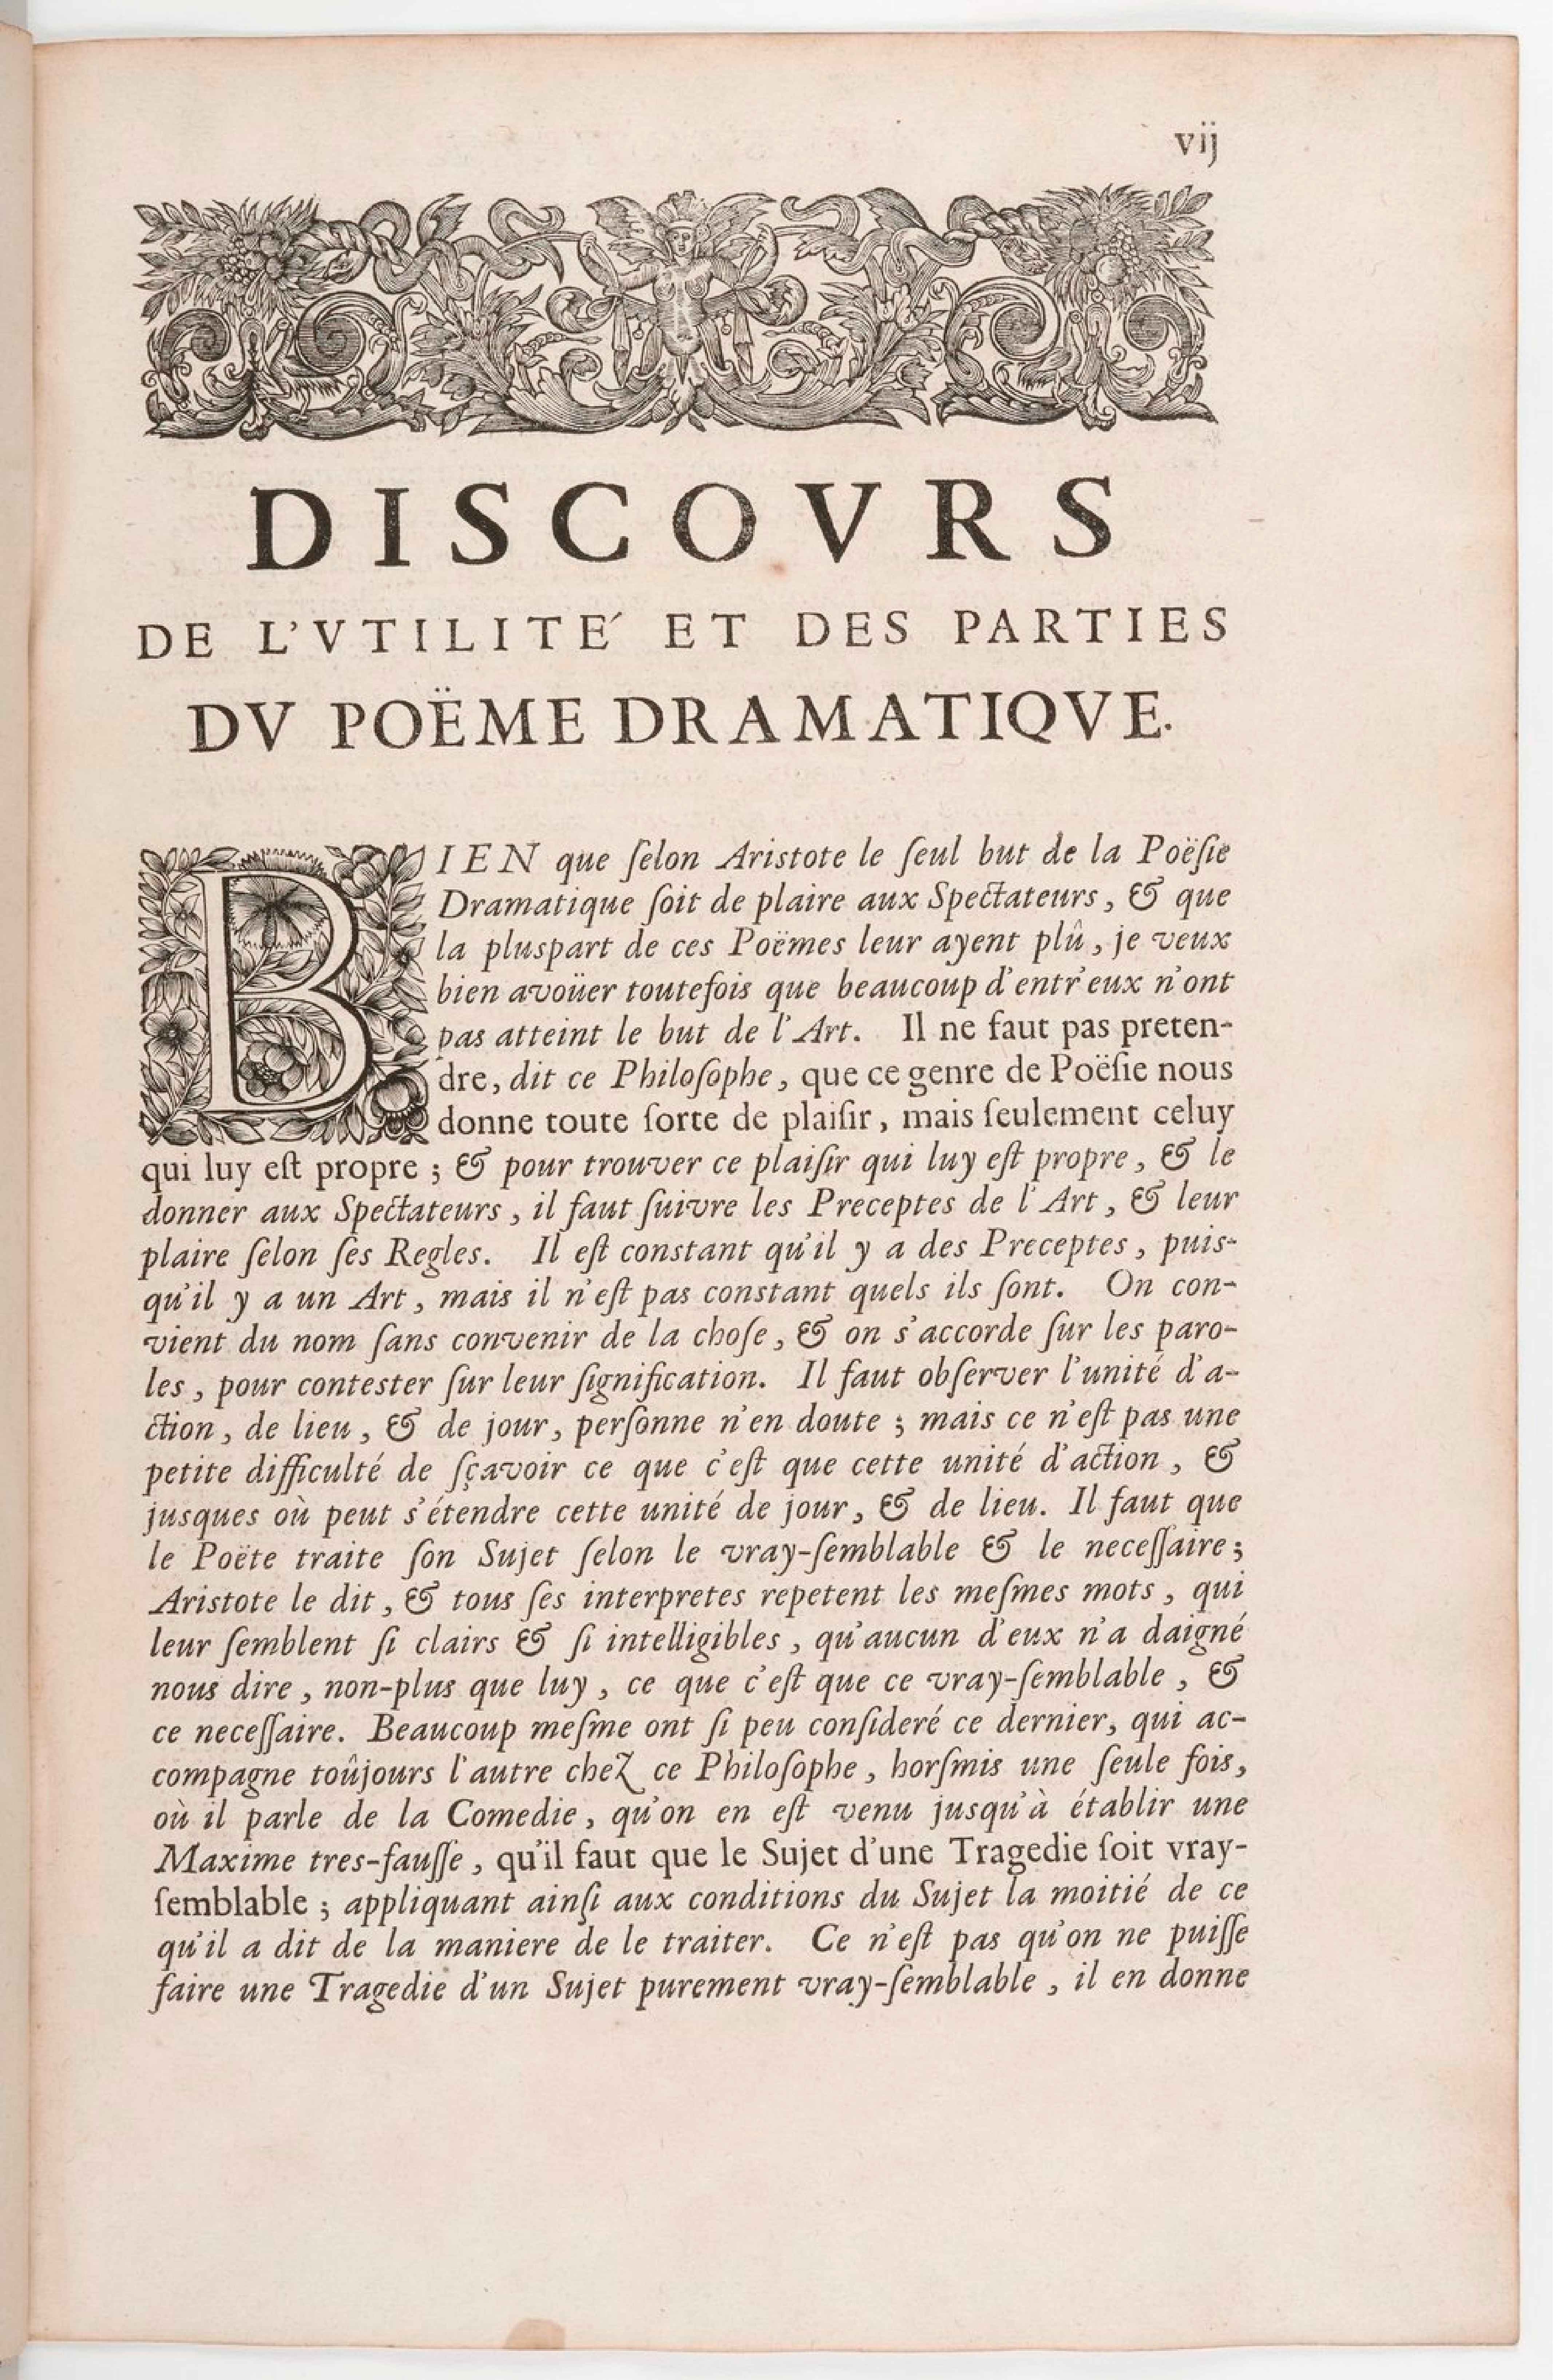 vij
DISCOVRS
DE L'VTILITE´ ET DES PARTIES
DV POËME DRAMATIQVE.
BIEN que ſelon Aristote le ſeul but de la Poëſie
Dramatique ſoit de plaire aux Spectateurs, & que
la pluspart de ces Poëmes leur ayent plû, je veux
bien avoüer toutefois que beaucoup d'entr'eux n'ont
pas atteint le but de l'Art. Il ne faut pas preten-
dre, dit ce Philoſophe, que ce genre de Poëſie nous
donne toute ſorte de plaiſir, mais ſeulement celuy
qui luy eſt propre; & pour trouver ce plaiſir qui luy eſt propre, & le
donner aux Spectateurs, il faut ſuivre les Preceptes de l'Art, & leur
plaire ſelon ſes Regles. Il eſt constant qu'il y a des Preceptes, puis-
qu'il y a un Art, mais il n'eſt pas constant quels ils ſont. On con-
vient du nom ſans convenir de la choſe, & on s'accorde ſur les paro-
les, pour contester ſur leur ſignification. Il faut obſerver l'unité d'a-
ction, de lieu, & de jour, perſonne n'en doute; mais ce n'eſt pas une
petite difficulté de ſçavoir ce que c'eſt que cette unité d'action, &
jusques où peut s'étendre cette unité de jour, & de lieu. Il faut que
le Poëte traite ſon Sujet ſelon le vray-ſemblable & le neceſſaire;
Aristote le dit, & tous ſes interpretes repetent les meſmes mots, qui
leur ſemblent ſi clairs & ſi intelligibles, qu'aucun d'eux n'a daigné
nous dire, non-plus que luy, ce que c'eſt que ce vray-ſemblable, &
ce neceſſaire. Beaucoup meſme ont ſi peu conſideré ce dernier, qui ac-
compagne toûjours l'autre chez ce Philoſophe, horſmis une ſeule fois,
où il parle de la Comedie, qu'on en eſt venu jusqu'à établir une
Maxime tres-fauſſe, qu'il faut que le Sujet d'une Tragedie ſoit vray-
ſemblable; appliquant ainſi aux conditions du Sujet la moitié de ce
qu'il a dit de la maniere de le traiter. Ce n'eſt pas qu'on ne puiſſe
faire une Tragedie d'un Sujet purement vray-ſemblable, il en donne